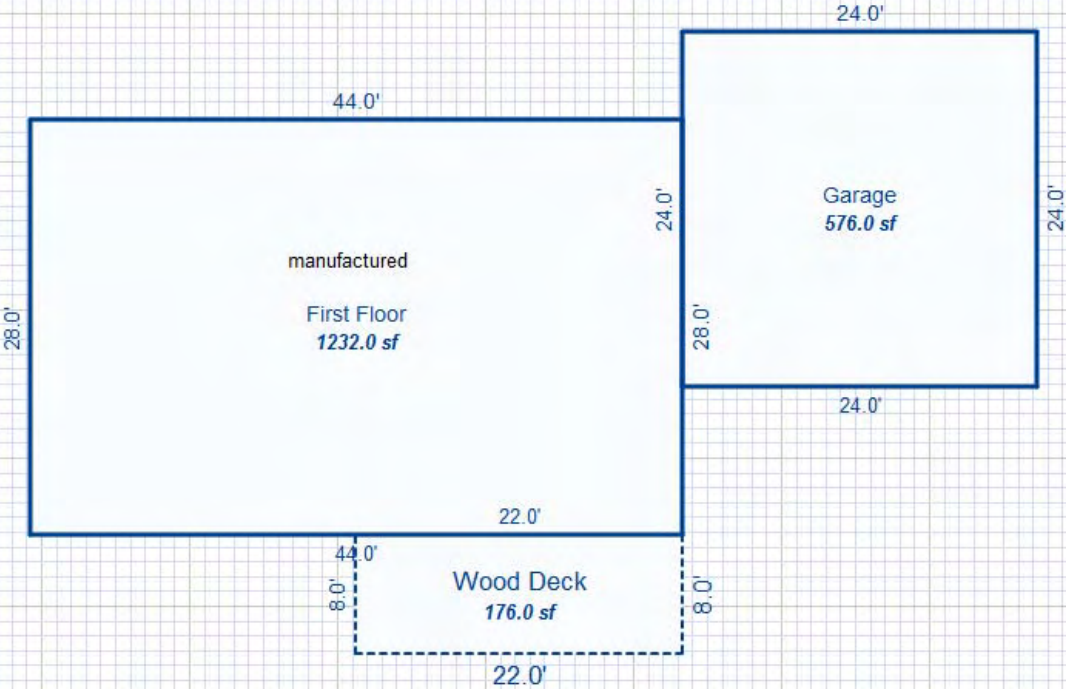 24.0'
44.0'
24.0'
Garage
576.0 sf
24.0'
manufactured
First Floor
1232.0 sf
28.0'
28.0'
24.0'
22.0'
44.0'
8.0'
Wood Deck
176.0 sf
8.0'
22.0'